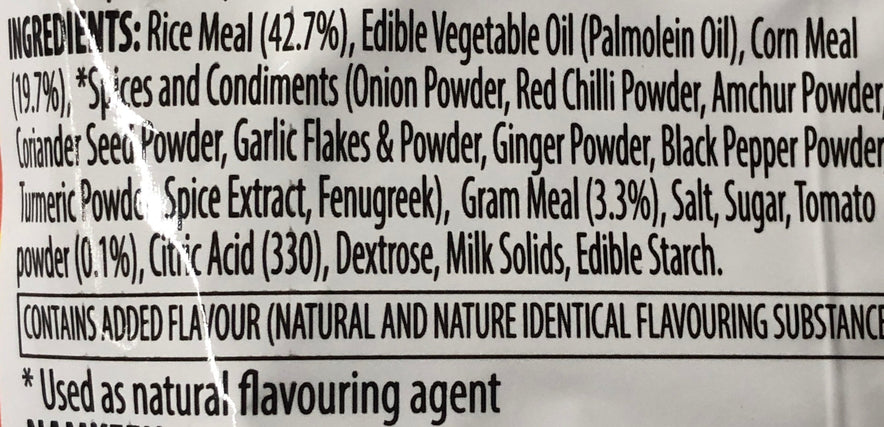 INGREDIENTS: Rice Meal (42.7%), Edible Vegetable Oil (Palmolein Oil), Corn Meal
(19.7%), *Spices and Condiments (Onion Powder, Red Chilli Powder, Amchur Powder,
Coriander Seed Powder, Garlic Flakes & Powder, Ginger Powder, Black Pepper Powder
Turmeric Powde Spice Extract, Fenugreek), Gram Meal (3.3%), Salt, Sugar, Tomato
powder (0.1%), Citric Acid (330), Dextrose, Milk Solids, Edible Starch.
CONTAINS ADDED FLAVOUR (NATURAL AND NATURE IDENTICAL FLAVOURING SUBSTANCE
* Used as natural flavouring agent